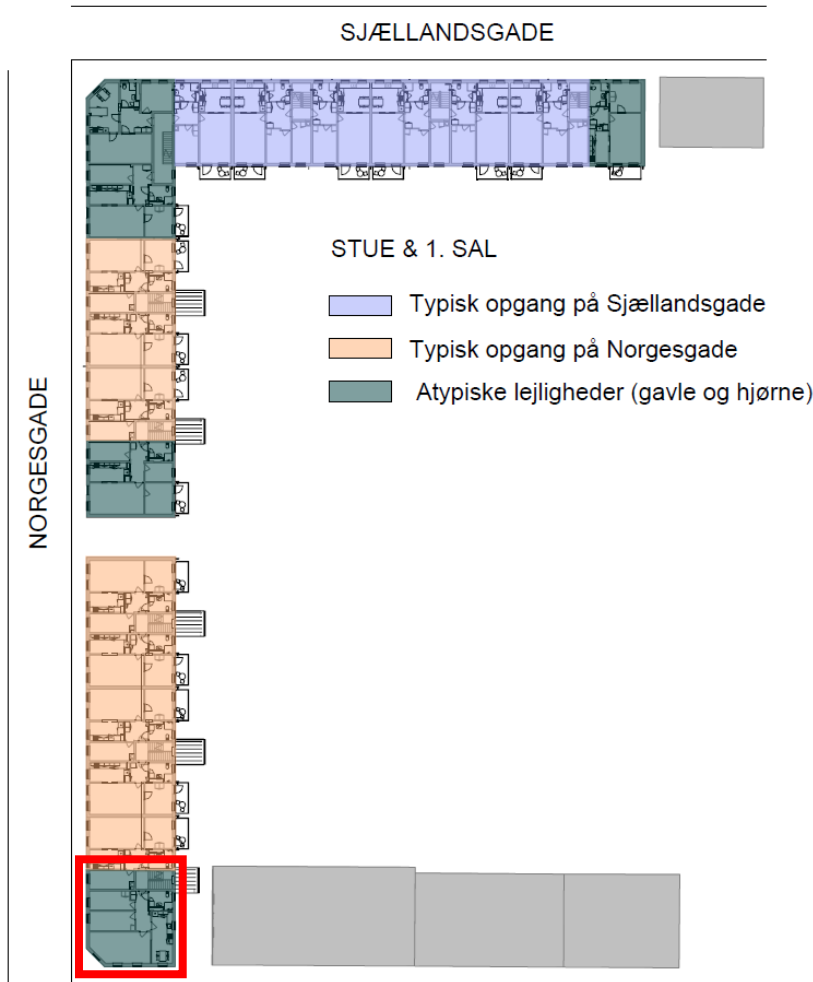 SJÆLLANDSGADE
STUE & 1. SAL
Typisk opgang på Sjællandsgade
Typisk opgang på Norgesgade
Atypiske lejligheder (gavle og hjørne)
NORGESGADE